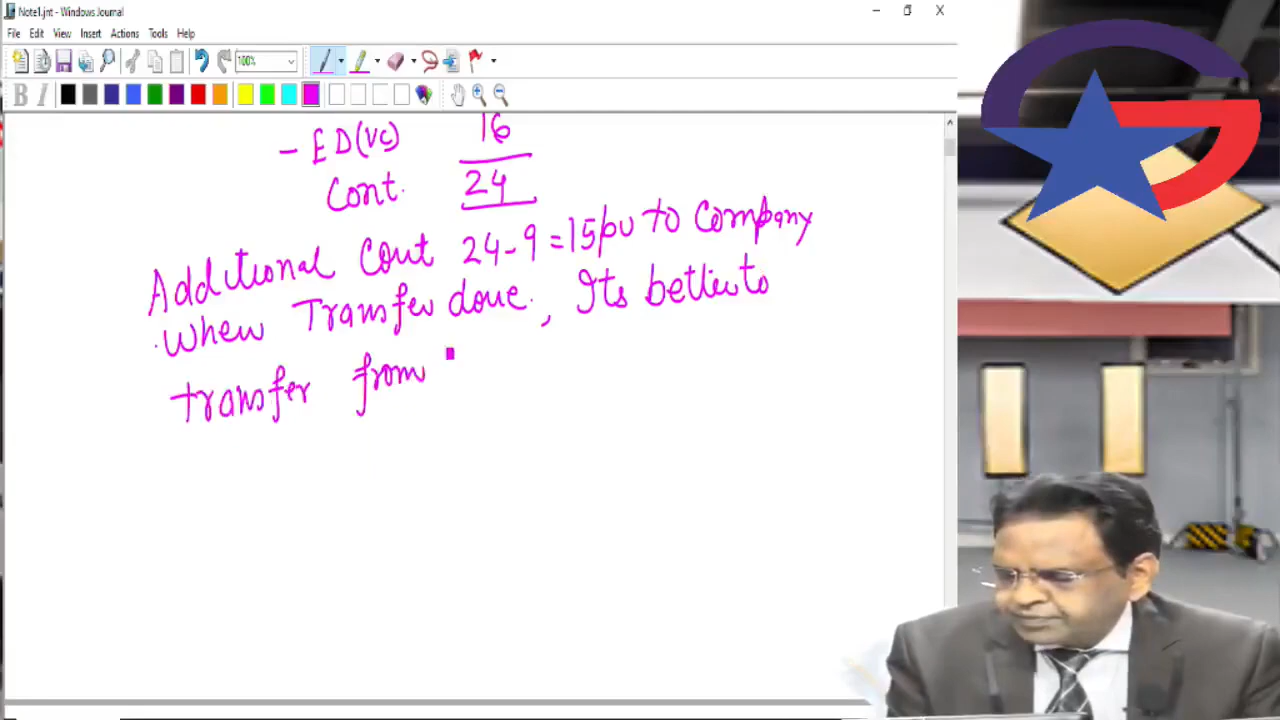 Note1.jnt - Windows Journal
File Edit View Insert Actions Tools Help
100%
B I
- ED(VC) 16
Cont. 24
Additional Cont 24-9=15pu to Company
When Transfer done, Its better to
transfer from